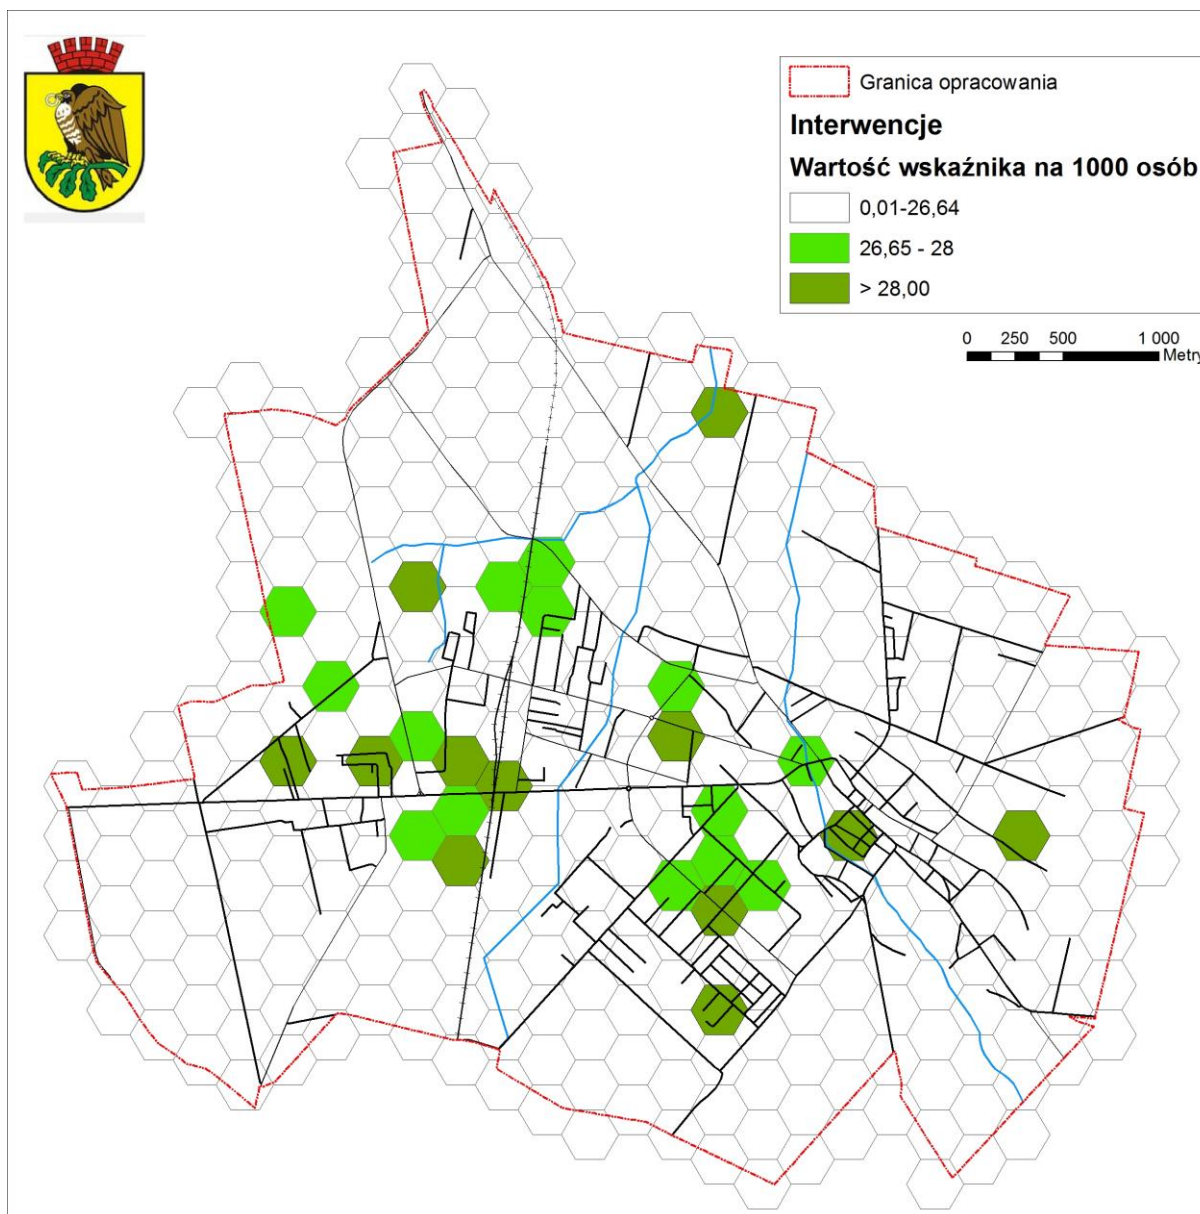 Granica opracowania
Interwencje
Wartość wskaźnika na 1000 osób
0,01-26,64
26,65 - 28
> 28,00
0 250 500 1 000
Metry